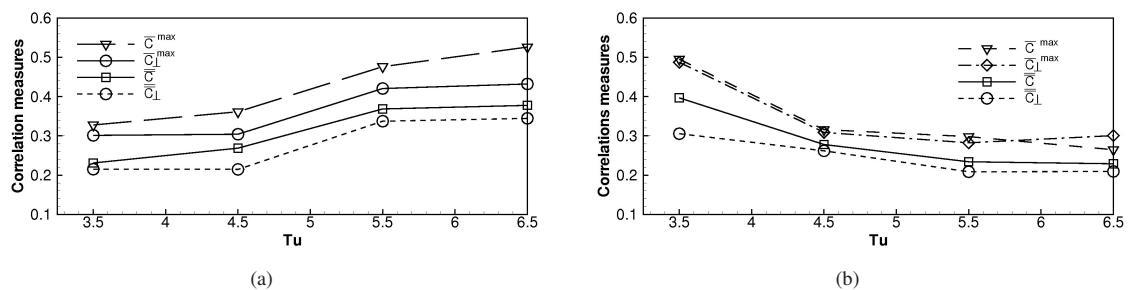 Correlation measures
0.6
0.5
0.4
0.3
0.2
0.1
C̅ max
C̅⊥ max
C̿
C̿⊥
3.5 4 4.5 5 5.5 6 6.5
Tu
(a)
Correlations measures
0.6
0.5
0.4
0.3
0.2
0.1
C̅ max
C̅⊥ max
C̿
C̿⊥
3.5 4 4.5 5 5.5 6 6.5
Tu
(b)